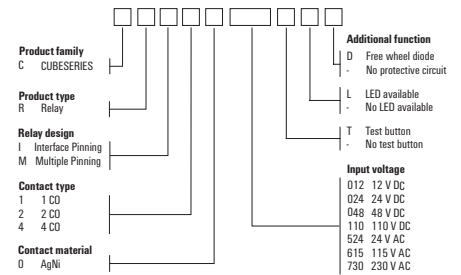 Product family
C CUBESERIES
Product type
R Relay
Relay design
I Interface Pinning
M Multiple Pinning
Contact type
1 1 CO
2 2 CO
4 4 CO
Contact material
0 AgNi
Additional function
D Free wheel diode
- No protective circuit
L LED available
- No LED available
T Test button
- No test button
Input voltage
012 12 V DC
024 24 V DC
048 48 V DC
110 110 V DC
524 24 V AC
615 115 V AC
730 230 V AC